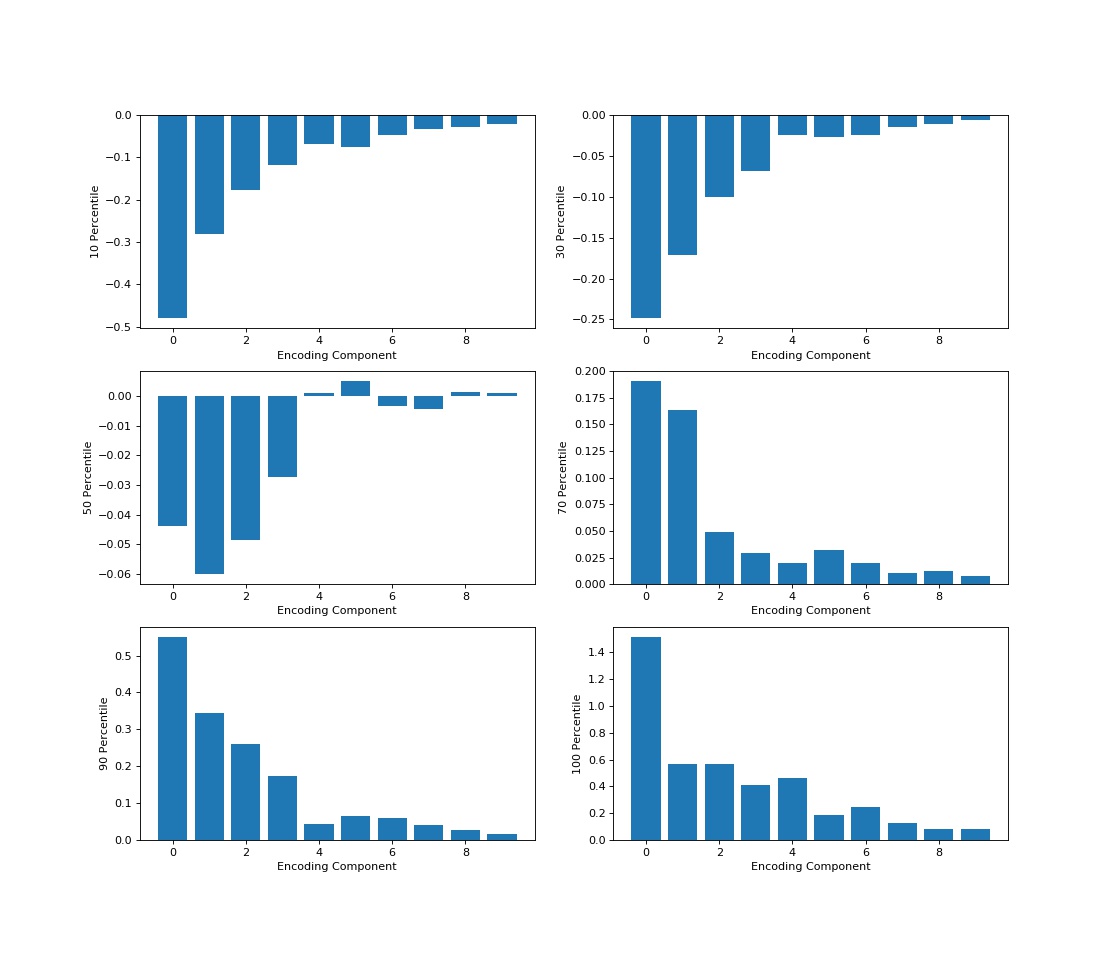 0.0
−0.1
−0.2
−0.3
−0.4
−0.5
10 Percentile
0 2 4 6 8
Encoding Component
0.00
−0.05
−0.10
−0.15
−0.20
−0.25
30 Percentile
0 2 4 6 8
Encoding Component
0.00
−0.01
−0.02
−0.03
−0.04
−0.05
−0.06
50 Percentile
0 2 4 6 8
Encoding Component
0.200
0.175
0.150
0.125
0.100
0.075
0.050
0.025
0.000
70 Percentile
0 2 4 6 8
Encoding Component
0.5
0.4
0.3
0.2
0.1
0.0
90 Percentile
0 2 4 6 8
Encoding Component
1.4
1.2
1.0
0.8
0.6
0.4
0.2
0.0
100 Percentile
0 2 4 6 8
Encoding Component